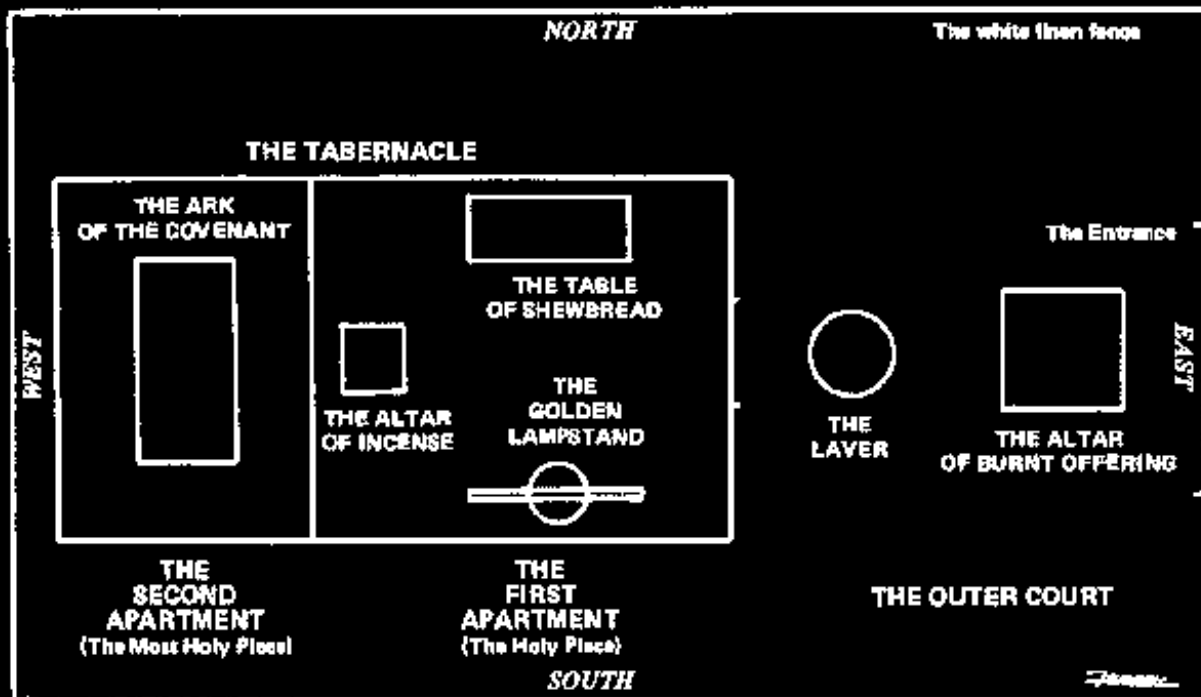 NORTH
The white linen fence
THE TABERNACLE
THE ARK
OF THE COVENANT
THE TABLE
OF SHEWBREAD
The Entrance
WEST
EAST
THE ALTAR
OF INCENSE
THE
GOLDEN
LAMPSTAND
THE
LAVER
THE ALTAR
OF BURNT OFFERING
THE
SECOND
APARTMENT
(The Most Holy Place)
THE
FIRST
APARTMENT
(The Holy Place)
THE OUTER COURT
SOUTH